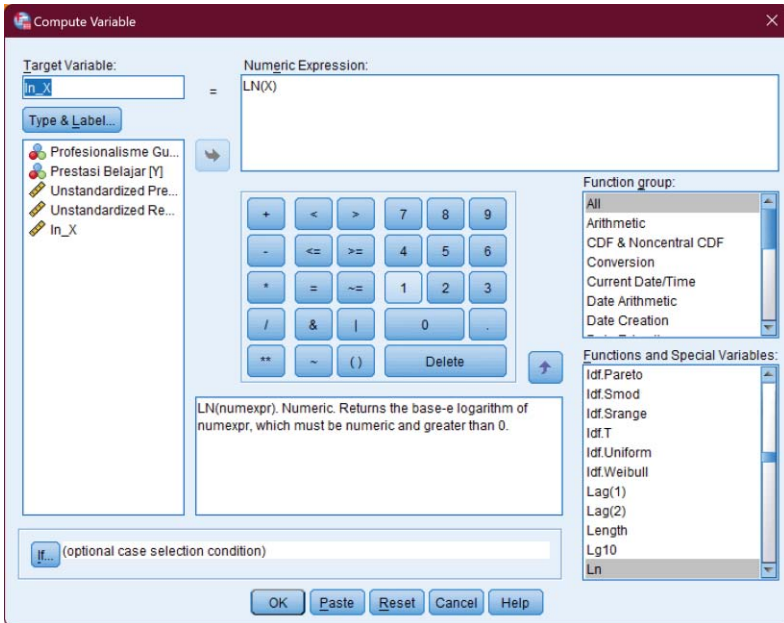 Compute Variable
Target Variable:
ln_X
=
Numeric Expression:
LN(X)
Type & Label...
Profesionalisme Gu...
Prestasi Belajar [Y]
Unstandardized Pre...
Unstandardized Re...
ln_X
+ < > 7 8 9
- <= >= 4 5 6
* = ~= 1 2 3
/ & | 0 .
** ~ ( ) Delete
LN(numexpr). Numeric. Returns the base-e logarithm of
numexpr, which must be numeric and greater than 0.
Function group:
All
Arithmetic
CDF & Noncentral CDF
Conversion
Current Date/Time
Date Arithmetic
Date Creation
Functions and Special Variables:
Idf.Pareto
Idf.Smod
Idf.Srange
Idf.T
Idf.Uniform
Idf.Weibull
Lag(1)
Lag(2)
Length
Lg10
Ln
If... (optional case selection condition)
OK Paste Reset Cancel Help